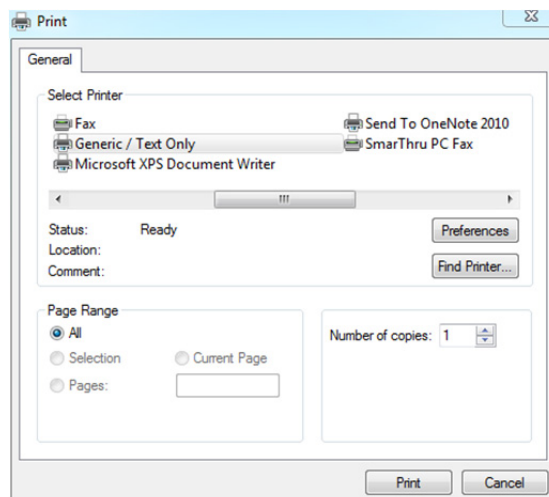 Print
General
Select Printer
Fax
Generic / Text Only
Microsoft XPS Document Writer
Send To OneNote 2010
SmarThru PC Fax
Status: Ready
Location:
Comment:
Preferences
Find Printer...
Page Range
All
Selection
Current Page
Pages:
Number of copies: 1
Print
Cancel